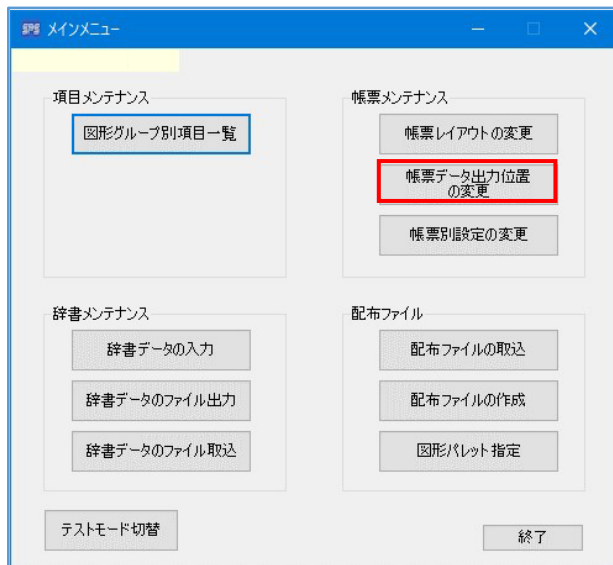 SPS メインメニュー
項目メンテナンス
図形グループ別項目一覧
帳票メンテナンス
帳票レイアウトの変更
帳票データ出力位置
の変更
帳票別設定の変更
辞書メンテナンス
辞書データの入力
辞書データのファイル出力
辞書データのファイル取込
配布ファイル
配布ファイルの取込
配布ファイルの作成
図形パレット指定
テストモード切替
終了